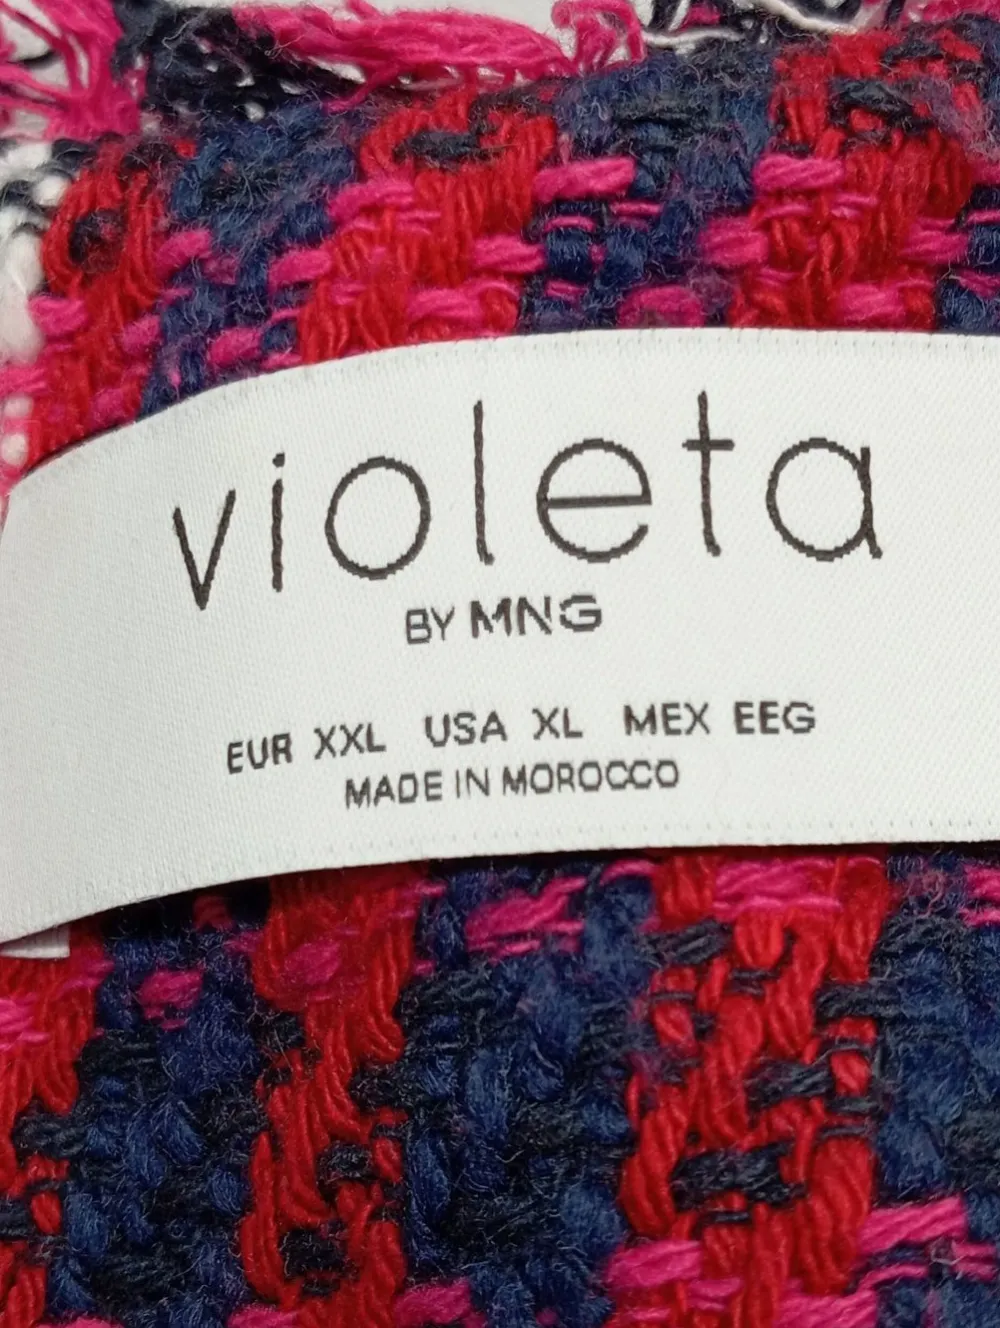 violeta
BY MNG
EUR XXL USA XL MEX EEG
MADE IN MOROCCO